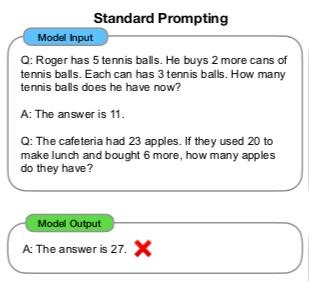 Standard Prompting
Model Input
Q: Roger has 5 tennis balls. He buys 2 more cans of
tennis balls. Each can has 3 tennis balls. How many
tennis balls does he have now?
A: The answer is 11.
Q: The cafeteria had 23 apples. If they used 20 to
make lunch and bought 6 more, how many apples
do they have?
Model Output
A: The answer is 27.